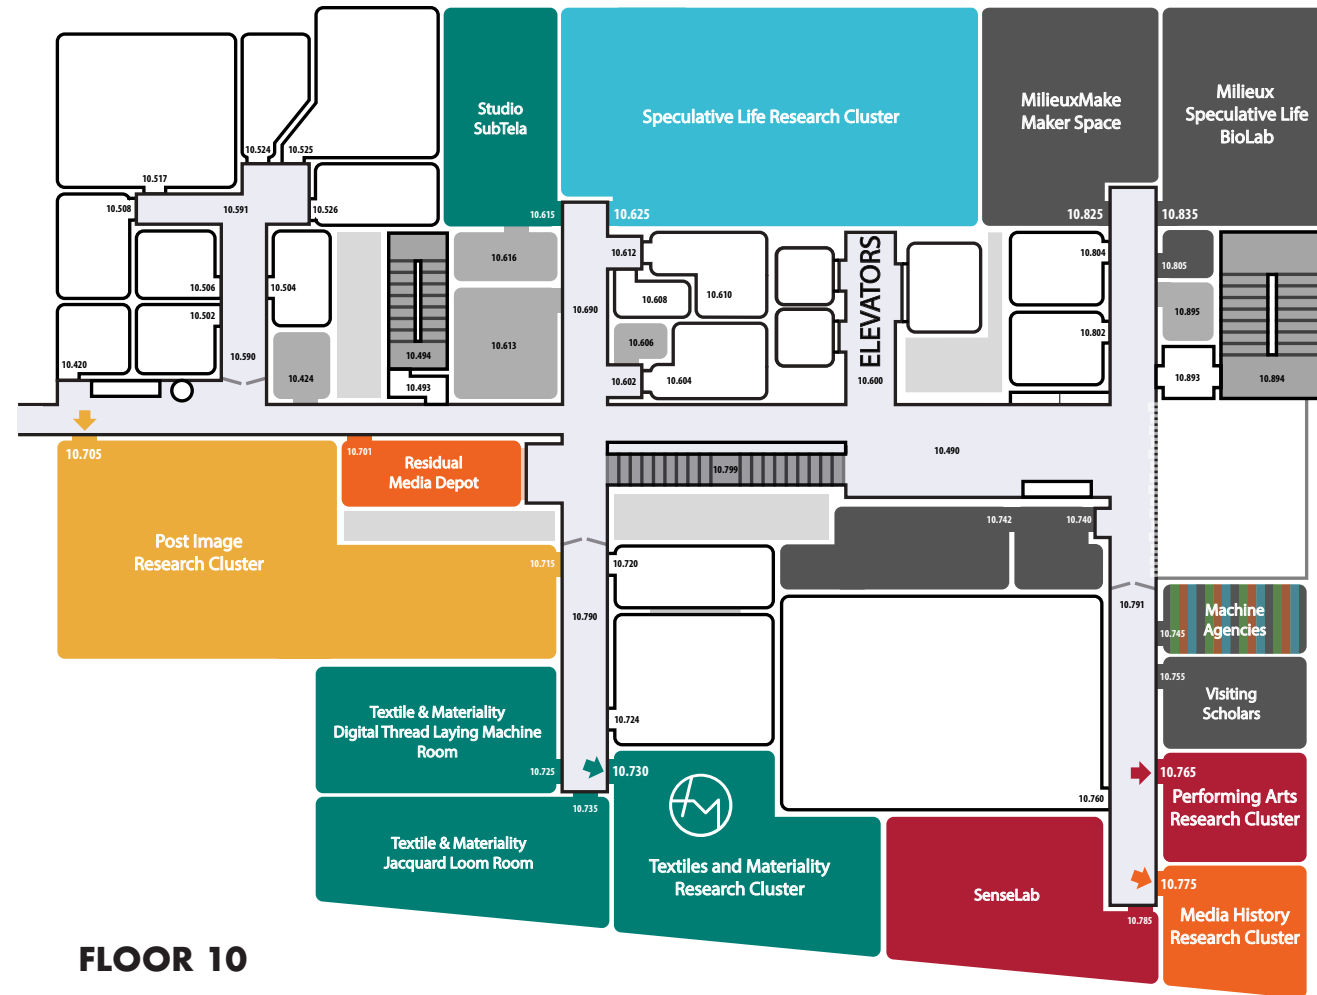 Studio
SubTela
10.615
Speculative Life Research Cluster
10.625
MilieuxMake
Maker Space
10.825
Milieux
Speculative Life
BioLab
10.835
10.524
10.525
10.517
10.508
10.591
10.526
10.506
10.504
10.502
10.590
10.420
10.424
10.494
10.493
10.616
10.613
10.690
10.612
10.608
10.610
10.606
10.602
10.604
ELEVATORS
10.600
10.804
10.802
10.805
10.895
10.893
10.894
10.705
10.701
Residual
Media Depot
10.799
10.490
Post Image
Research Cluster
10.715
10.720
10.742
10.740
10.790
10.791
10.745
Machine
Agencies
10.755
Visiting
Scholars
Textile & Materiality
Digital Thread Laying Machine
Room
10.725
10.724
10.730
10.735
Textile & Materiality
Jacquard Loom Room
Textiles and Materiality
Research Cluster
10.760
10.765
Performing Arts
Research Cluster
SenseLab
10.785
10.775
Media History
Research Cluster
FLOOR 10